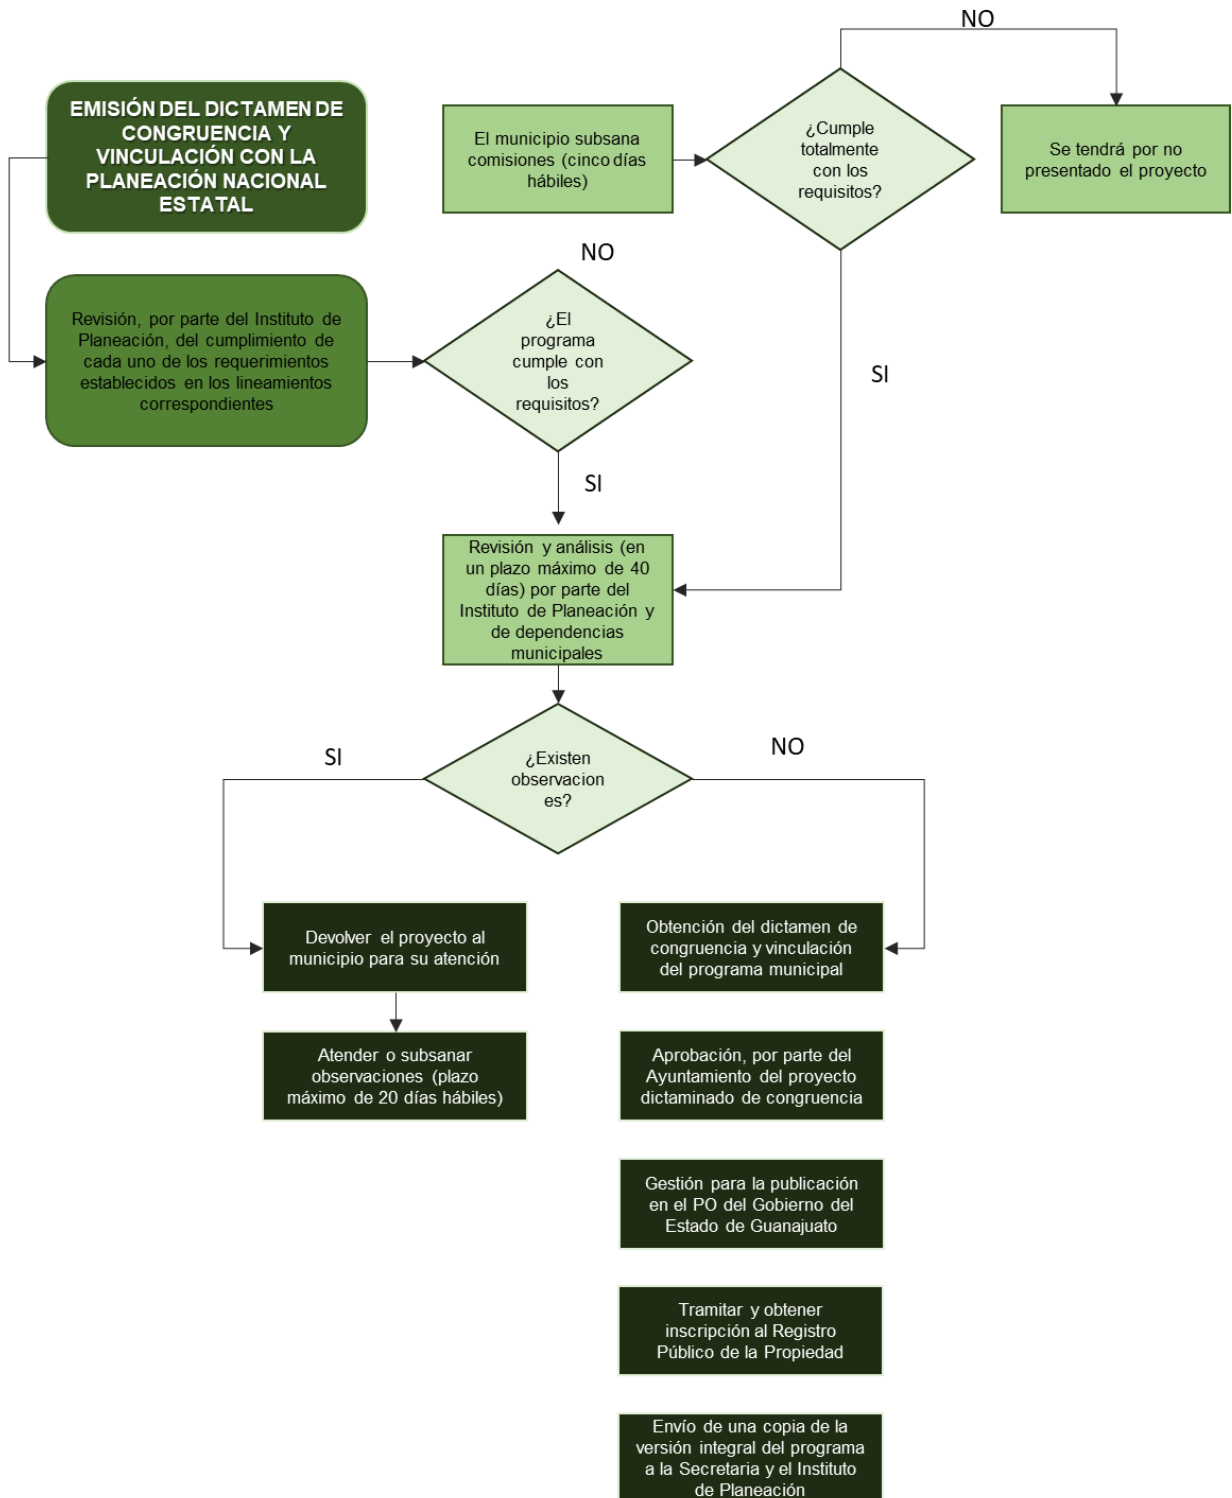 EMISIÓN DEL DICTAMEN DE
CONGRUENCIA Y
VINCULACIÓN CON LA
PLANEACIÓN NACIONAL
ESTATAL
Revisión, por parte del Instituto de
Planeación, del cumplimiento de
cada uno de los requerimientos
establecidos en los lineamientos
correspondientes
¿El
programa
cumple con
los
requisitos?
NO
El municipio subsana
comisiones (cinco días
hábiles)
¿Cumple
totalmente
con los
requisitos?
NO
Se tendrá por no
presentado el proyecto
SI
SI
Revisión y análisis (en
un plazo máximo de 40
días) por parte del
Instituto de Planeación y
de dependencias
municipales
¿Existen
observacion
es?
SI
NO
Devolver el proyecto al
municipio para su atención
Atender o subsanar
observaciones (plazo
máximo de 20 días hábiles)
Obtención del dictamen de
congruencia y vinculación
del programa municipal
Aprobación, por parte del
Ayuntamiento del proyecto
dictaminado de congruencia
Gestión para la publicación
en el PO del Gobierno del
Estado de Guanajuato
Tramitar y obtener
inscripción al Registro
Público de la Propiedad
Envío de una copia de la
versión integral del programa
a la Secretaria y el Instituto
de Planeación